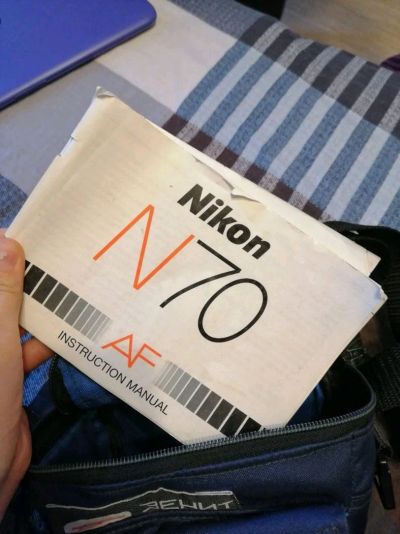 Nikon
N70
AF
INSTRUCTION MANUAL
ЗЕНИТ